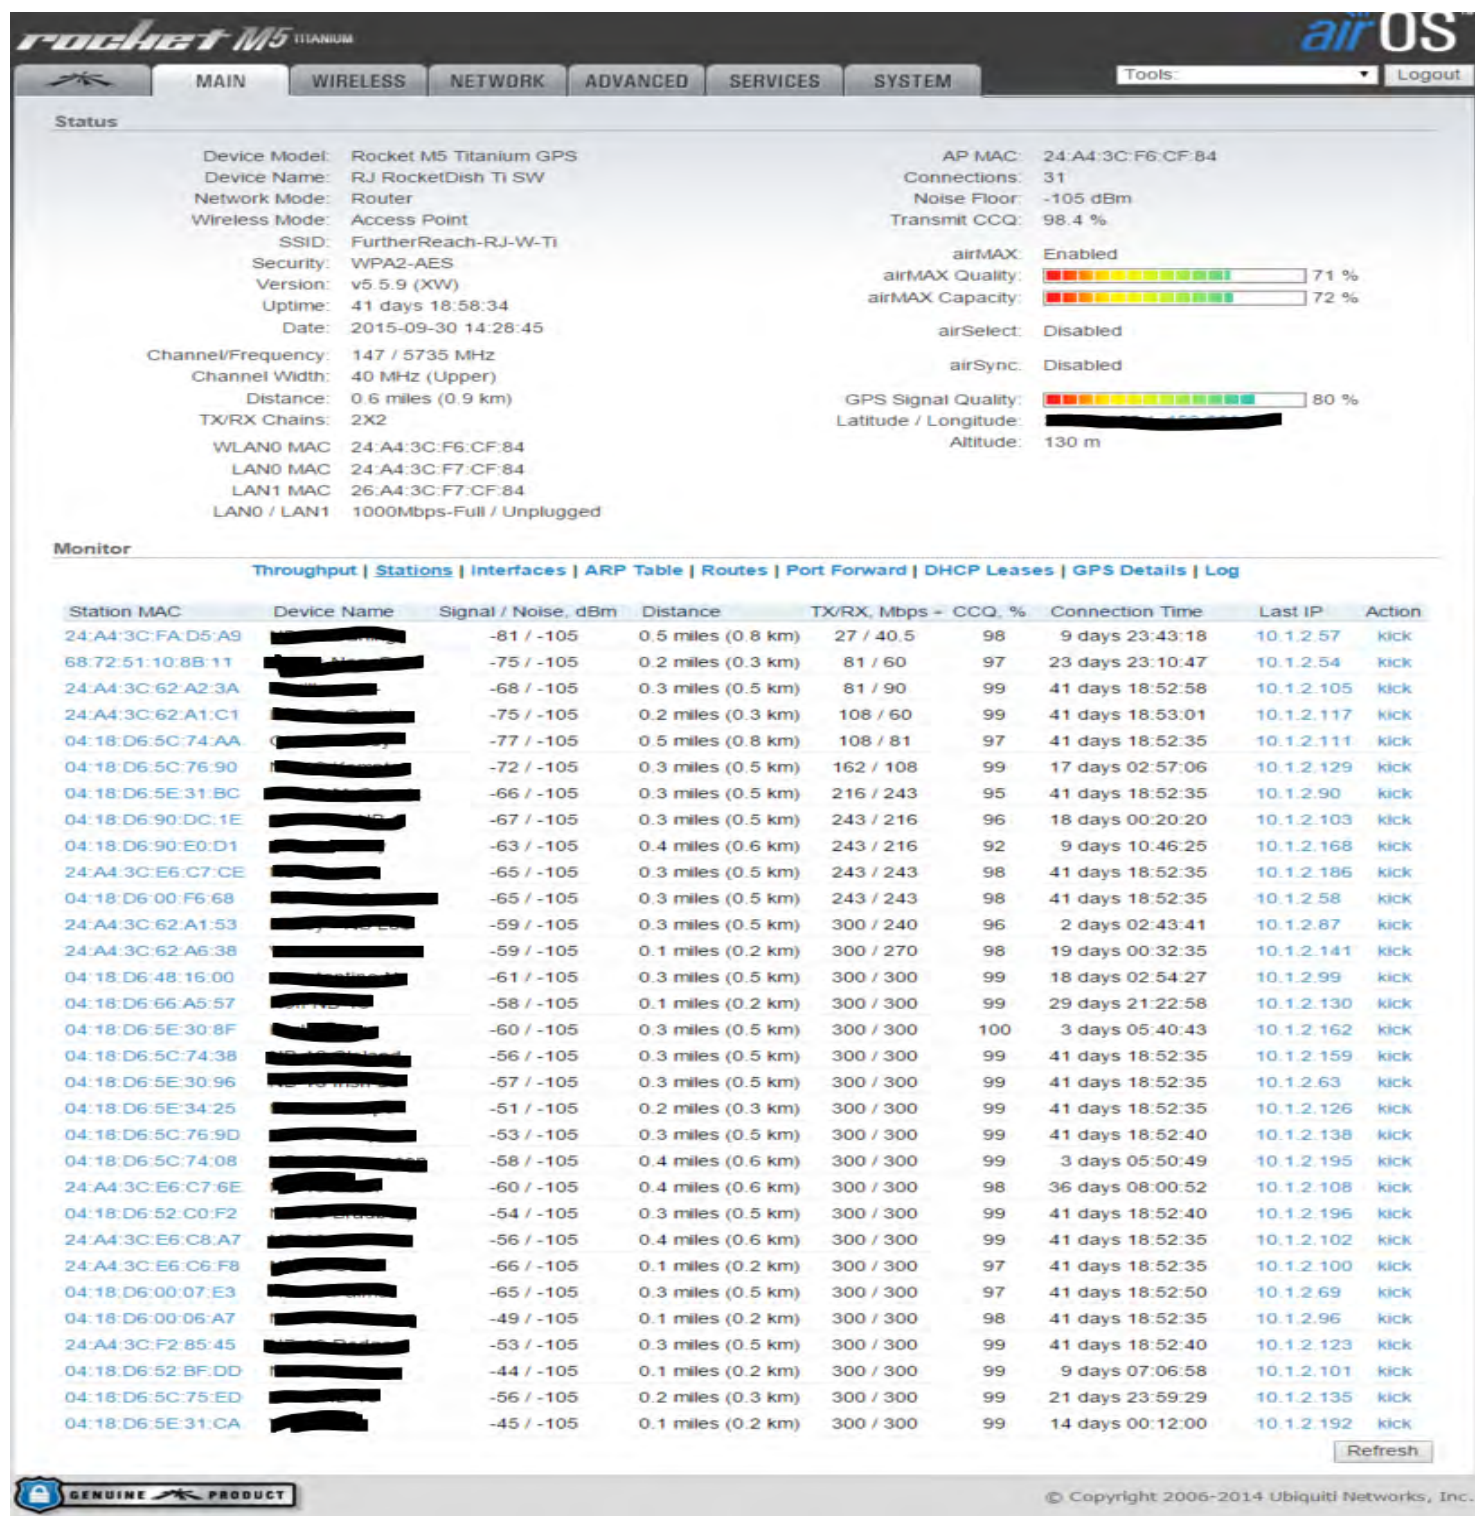 rocket M5 TITANIUM
airOS
MAIN WIRELESS NETWORK ADVANCED SERVICES SYSTEM Tools: Logout
Status
Device Model: Rocket M5 Titanium GPS
Device Name: RJ RocketDish Ti SW
Network Mode: Router
Wireless Mode: Access Point
SSID: FurtherReach-RJ-W-Ti
Security: WPA2-AES
Version: v5.5.9 (XW)
Uptime: 41 days 18:58:34
Date: 2015-09-30 14:28:45
Channel/Frequency: 147 / 5735 MHz
Channel Width: 40 MHz (Upper)
Distance: 0.6 miles (0.9 km)
TX/RX Chains: 2X2
WLAN0 MAC 24:A4:3C:F6:CF:84
LAN0 MAC 24:A4:3C:F7:CF:84
LAN1 MAC 26:A4:3C:F7:CF:84
LAN0 / LAN1 1000Mbps-Full / Unplugged
AP MAC: 24:A4:3C:F6:CF:84
Connections: 31
Noise Floor: -105 dBm
Transmit CCQ: 98.4 %
airMAX: Enabled
airMAX Quality: 71 %
airMAX Capacity: 72 %
airSelect: Disabled
airSync: Disabled
GPS Signal Quality: 80 %
Latitude / Longitude:
Altitude: 130 m
Monitor
Throughput | Stations | Interfaces | ARP Table | Routes | Port Forward | DHCP Leases | GPS Details | Log
Station MAC Device Name Signal / Noise, dBm Distance TX/RX, Mbps CCQ, % Connection Time Last IP Action
24:A4:3C:FA:D5:A9 -81 / -105 0.5 miles (0.8 km) 27 / 40.5 98 9 days 23:43:18 10.1.2.57 kick
68:72:51:10:8B:11 -75 / -105 0.2 miles (0.3 km) 81 / 60 97 23 days 23:10:47 10.1.2.54 kick
24:A4:3C:62:A2:3A -68 / -105 0.3 miles (0.5 km) 81 / 90 99 41 days 18:52:58 10.1.2.105 kick
24:A4:3C:62:A1:C1 -75 / -105 0.2 miles (0.3 km) 108 / 60 99 41 days 18:53:01 10.1.2.117 kick
04:18:D6:5C:74:AA -77 / -105 0.5 miles (0.8 km) 108 / 81 97 41 days 18:52:35 10.1.2.111 kick
04:18:D6:5C:76:90 -72 / -105 0.3 miles (0.5 km) 162 / 108 99 17 days 02:57:06 10.1.2.129 kick
04:18:D6:5E:31:BC -66 / -105 0.3 miles (0.5 km) 216 / 243 95 41 days 18:52:35 10.1.2.90 kick
04:18:D6:90:DC:1E -67 / -105 0.3 miles (0.5 km) 243 / 216 96 18 days 00:20:20 10.1.2.103 kick
04:18:D6:90:E0:D1 -63 / -105 0.4 miles (0.6 km) 243 / 216 92 9 days 10:46:25 10.1.2.168 kick
24:A4:3C:E6:C7:CE -65 / -105 0.3 miles (0.5 km) 243 / 243 98 41 days 18:52:35 10.1.2.186 kick
04:18:D6:00:F6:68 -65 / -105 0.3 miles (0.5 km) 243 / 243 98 41 days 18:52:35 10.1.2.58 kick
24:A4:3C:62:A1:53 -59 / -105 0.3 miles (0.5 km) 300 / 240 96 2 days 02:43:41 10.1.2.87 kick
24:A4:3C:62:A6:38 -59 / -105 0.1 miles (0.2 km) 300 / 270 98 19 days 00:32:35 10.1.2.141 kick
04:18:D6:48:16:00 -61 / -105 0.3 miles (0.5 km) 300 / 300 99 18 days 02:54:27 10.1.2.99 kick
04:18:D6:66:A5:57 -58 / -105 0.1 miles (0.2 km) 300 / 300 99 29 days 21:22:58 10.1.2.130 kick
04:18:D6:5E:30:8F -60 / -105 0.3 miles (0.5 km) 300 / 300 100 3 days 05:40:43 10.1.2.162 kick
04:18:D6:5C:74:38 -56 / -105 0.3 miles (0.5 km) 300 / 300 99 41 days 18:52:35 10.1.2.159 kick
04:18:D6:5E:30:96 -57 / -105 0.3 miles (0.5 km) 300 / 300 99 41 days 18:52:35 10.1.2.63 kick
04:18:D6:5E:34:25 -51 / -105 0.2 miles (0.3 km) 300 / 300 99 41 days 18:52:35 10.1.2.126 kick
04:18:D6:5C:76:9D -53 / -105 0.3 miles (0.5 km) 300 / 300 99 41 days 18:52:40 10.1.2.138 kick
04:18:D6:5C:74:08 -58 / -105 0.4 miles (0.6 km) 300 / 300 99 3 days 05:50:49 10.1.2.195 kick
24:A4:3C:E6:C7:6E -60 / -105 0.4 miles (0.6 km) 300 / 300 98 36 days 08:00:52 10.1.2.108 kick
04:18:D6:52:C0:F2 -54 / -105 0.3 miles (0.5 km) 300 / 300 99 41 days 18:52:40 10.1.2.196 kick
24:A4:3C:E6:C8:A7 -56 / -105 0.4 miles (0.6 km) 300 / 300 99 41 days 18:52:35 10.1.2.102 kick
24:A4:3C:E6:C6:F8 -66 / -105 0.1 miles (0.2 km) 300 / 300 97 41 days 18:52:35 10.1.2.100 kick
04:18:D6:00:07:E3 -65 / -105 0.3 miles (0.5 km) 300 / 300 97 41 days 18:52:50 10.1.2.69 kick
04:18:D6:00:06:A7 -49 / -105 0.1 miles (0.2 km) 300 / 300 98 41 days 18:52:35 10.1.2.96 kick
24:A4:3C:F2:85:45 -53 / -105 0.3 miles (0.5 km) 300 / 300 99 41 days 18:52:40 10.1.2.123 kick
04:18:D6:52:BF:DD -44 / -105 0.1 miles (0.2 km) 300 / 300 99 9 days 07:06:58 10.1.2.101 kick
04:18:D6:5C:75:ED -56 / -105 0.2 miles (0.3 km) 300 / 300 99 21 days 23:59:29 10.1.2.135 kick
04:18:D6:5E:31:CA -45 / -105 0.1 miles (0.2 km) 300 / 300 99 14 days 00:12:00 10.1.2.192 kick
Refresh
GENUINE PRODUCT
© Copyright 2006-2014 Ubiquiti Networks, Inc.